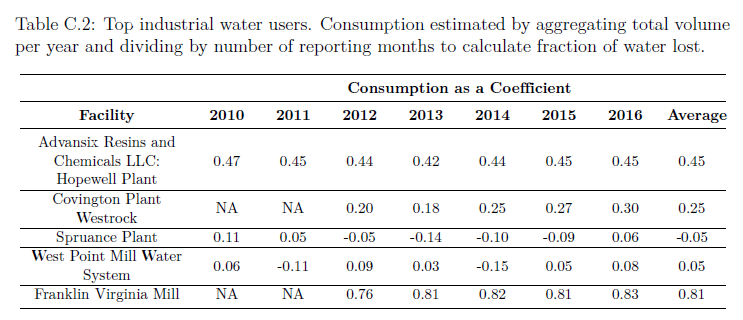 Table C.2: Top industrial water users. Consumption estimated by aggregating total volume
per year and dividing by number of reporting months to calculate fraction of water lost.
Consumption as a Coefficient
Facility 2010 2011 2012 2013 2014 2015 2016 Average
Advansix Resins and
Chemicals LLC: 0.47 0.45 0.44 0.42 0.44 0.45 0.45 0.45
Hopewell Plant
Covington Plant
Westrock NA NA 0.20 0.18 0.25 0.27 0.30 0.25
Spruance Plant 0.11 0.05 -0.05 -0.14 -0.10 -0.09 0.06 -0.05
West Point Mill Water
System 0.06 -0.11 0.09 0.03 -0.15 0.05 0.08 0.05
Franklin Virginia Mill NA NA 0.76 0.81 0.82 0.81 0.83 0.81